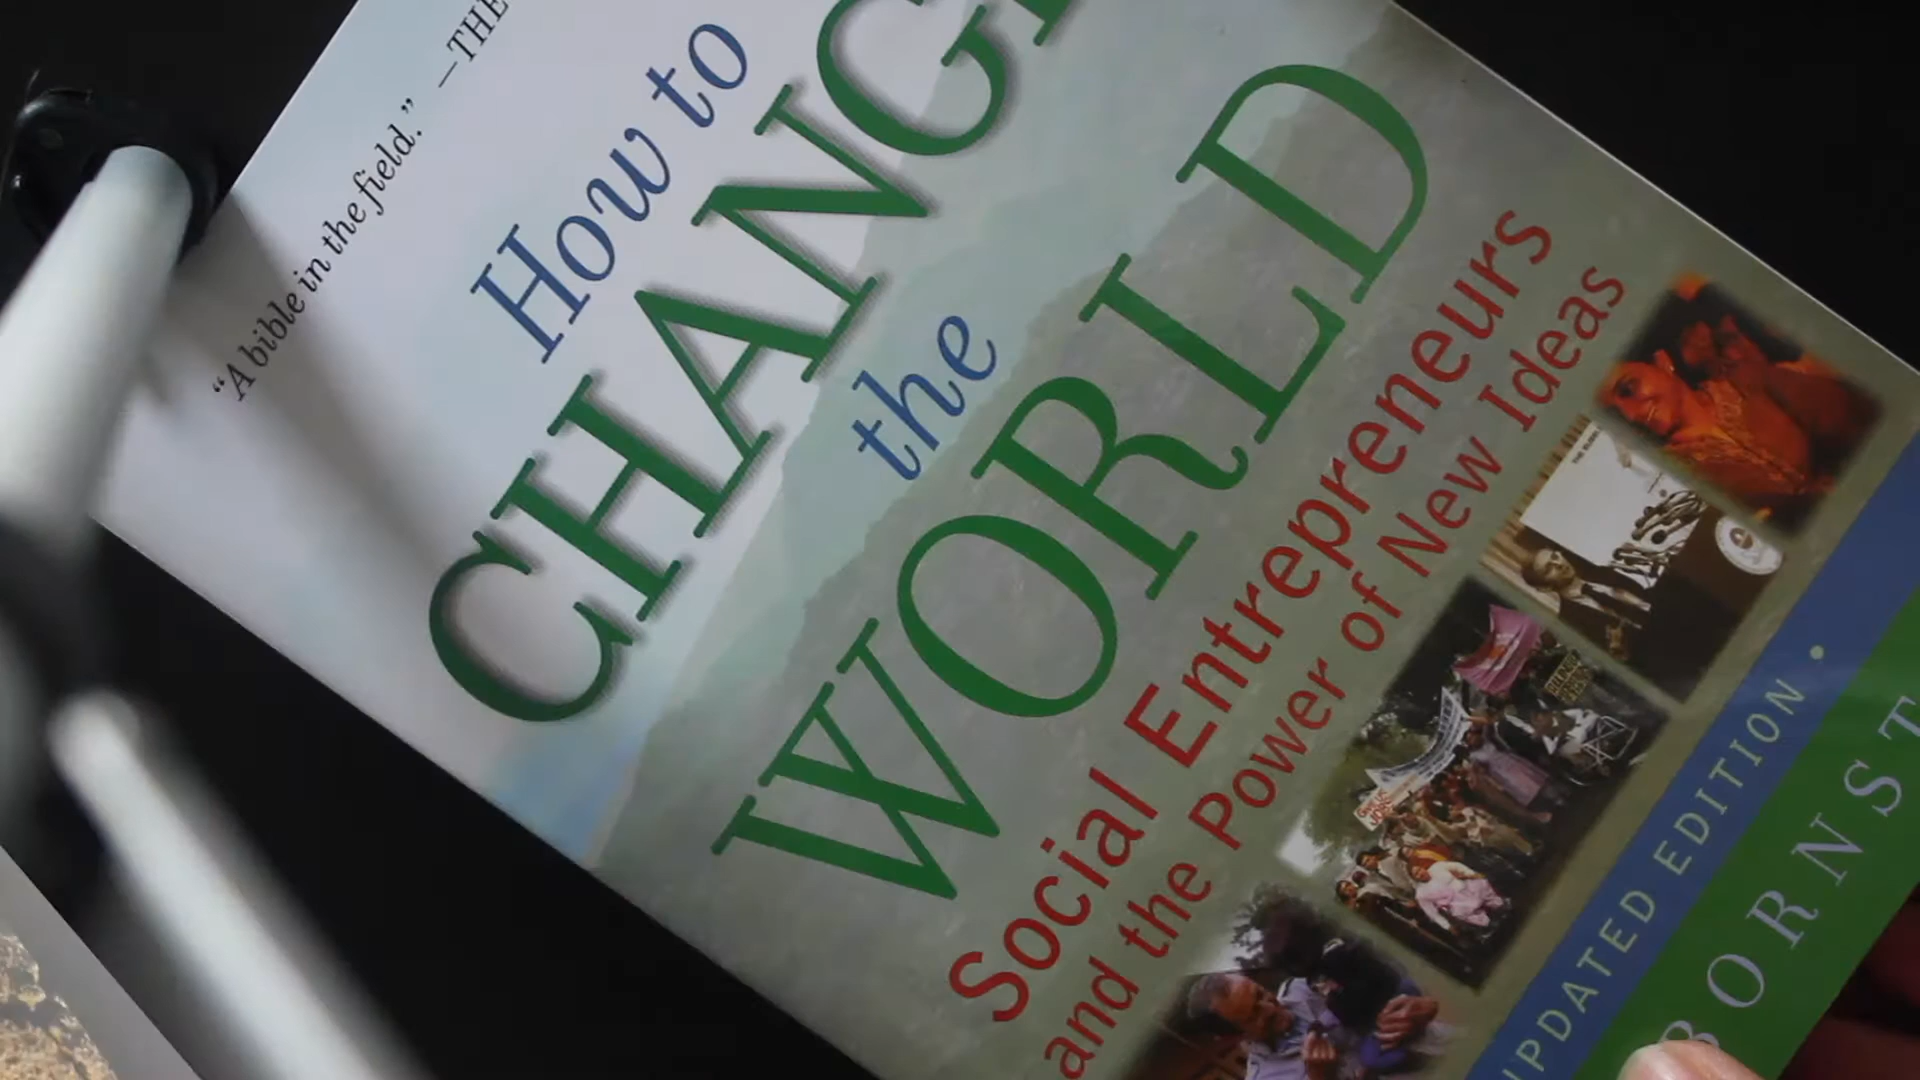 “A bible in the field.” —THE
How to
CHANG
the
WORLD
Social Entrepreneurs
and the Power of New Ideas
UPDATED EDITION •
BORNST